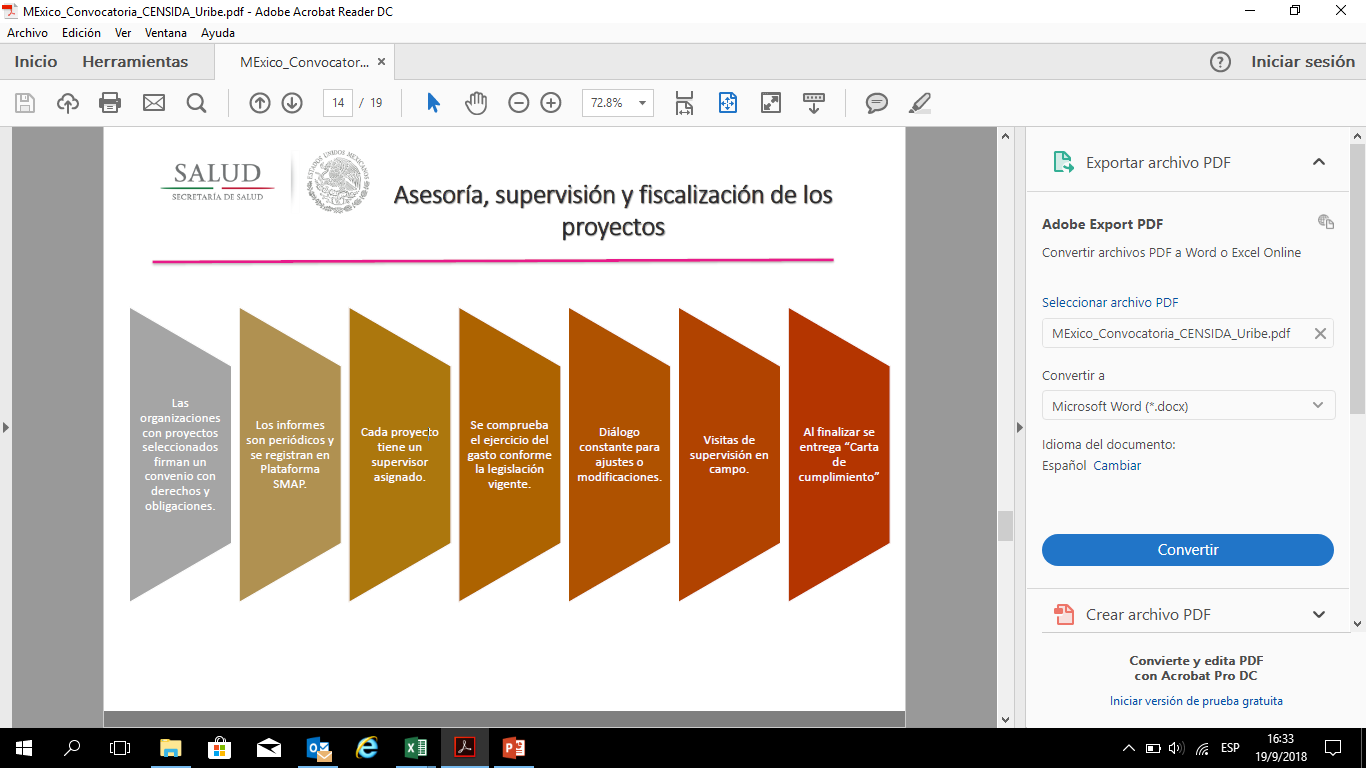 MExico_Convocatoria_CENSIDA_Uribe.pdf - Adobe Acrobat Reader DC
Archivo Edición Ver Ventana Ayuda
Inicio Herramientas MExico_Convocator... × Iniciar sesión
14 / 19 72.8%
SALUD
SECRETARÍA DE SALUD
ESTADOS UNIDOS MEXICANOS
Asesoría, supervisión y fiscalización de los
proyectos
Las
organizaciones
con proyectos
seleccionados
firman un
convenio con
derechos y
obligaciones.
Los informes
son periódicos y
se registran en
Plataforma
SMAP.
Cada proyecto
tiene un
supervisor
asignado.
Se comprueba
el ejercicio del
gasto conforme
la legislación
vigente.
Diálogo
constante para
ajustes o
modificaciones.
Visitas de
supervisión en
campo.
Al finalizar se
entrega “Carta
de
cumplimiento”
Exportar archivo PDF
Adobe Export PDF
Convertir archivos PDF a Word o Excel Online
Seleccionar archivo PDF
MExico_Convocatoria_CENSIDA_Uribe.pdf
Convertir a
Microsoft Word (*.docx)
Idioma del documento:
Español Cambiar
Convertir
Crear archivo PDF
Convierte y edita PDF
con Acrobat Pro DC
Iniciar versión de prueba gratuita
ESP
16:33
19/9/2018